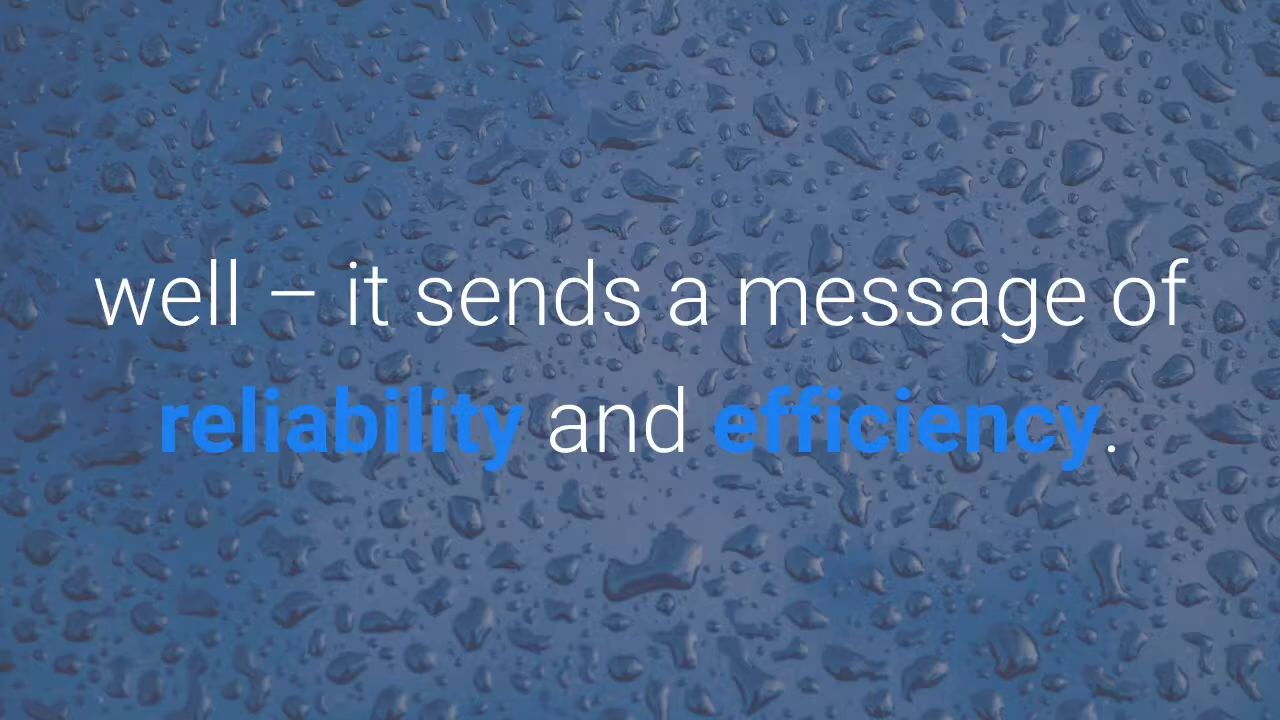 well – it sends a message of
reliability and efficiency.